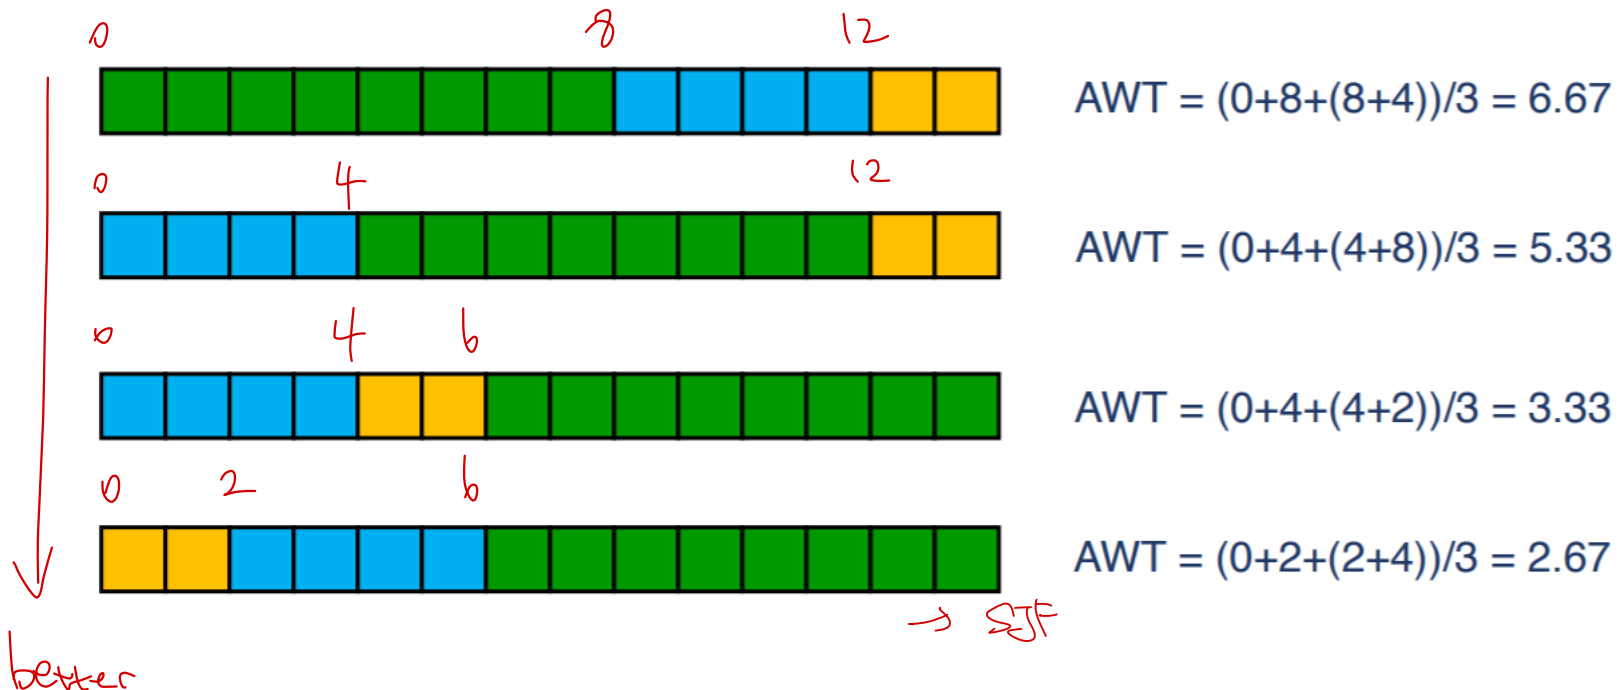 0 8 12
AWT = (0+8+(8+4))/3 = 6.67
0 4 12
AWT = (0+4+(4+8))/3 = 5.33
0 4 6
AWT = (0+4+(4+2))/3 = 3.33
0 2 6
AWT = (0+2+(2+4))/3 = 2.67
→ SJF
better